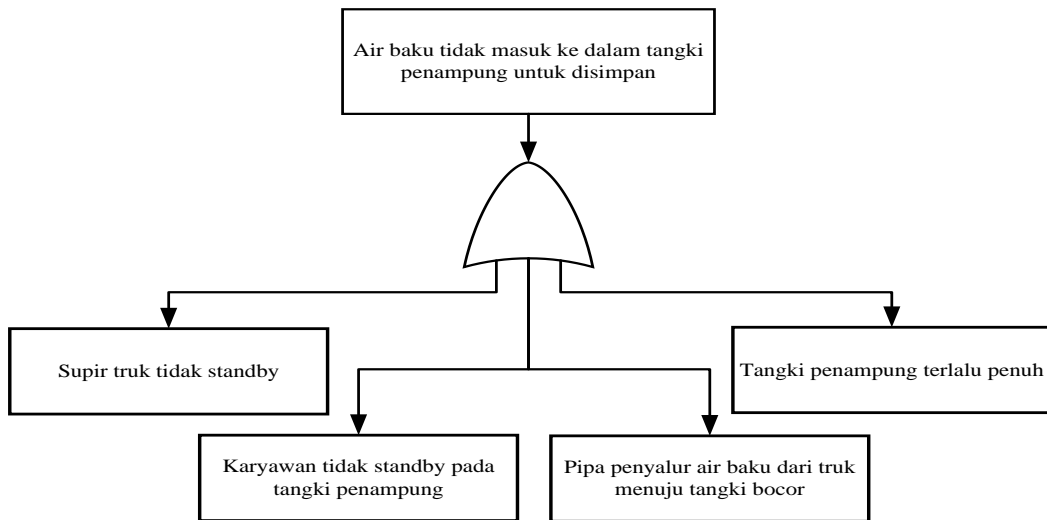 Air baku tidak masuk ke dalam tangki
penampung untuk disimpan
Supir truk tidak standby
Tangki penampung terlalu penuh
Karyawan tidak standby pada
tangki penampung
Pipa penyalur air baku dari truk
menuju tangki bocor